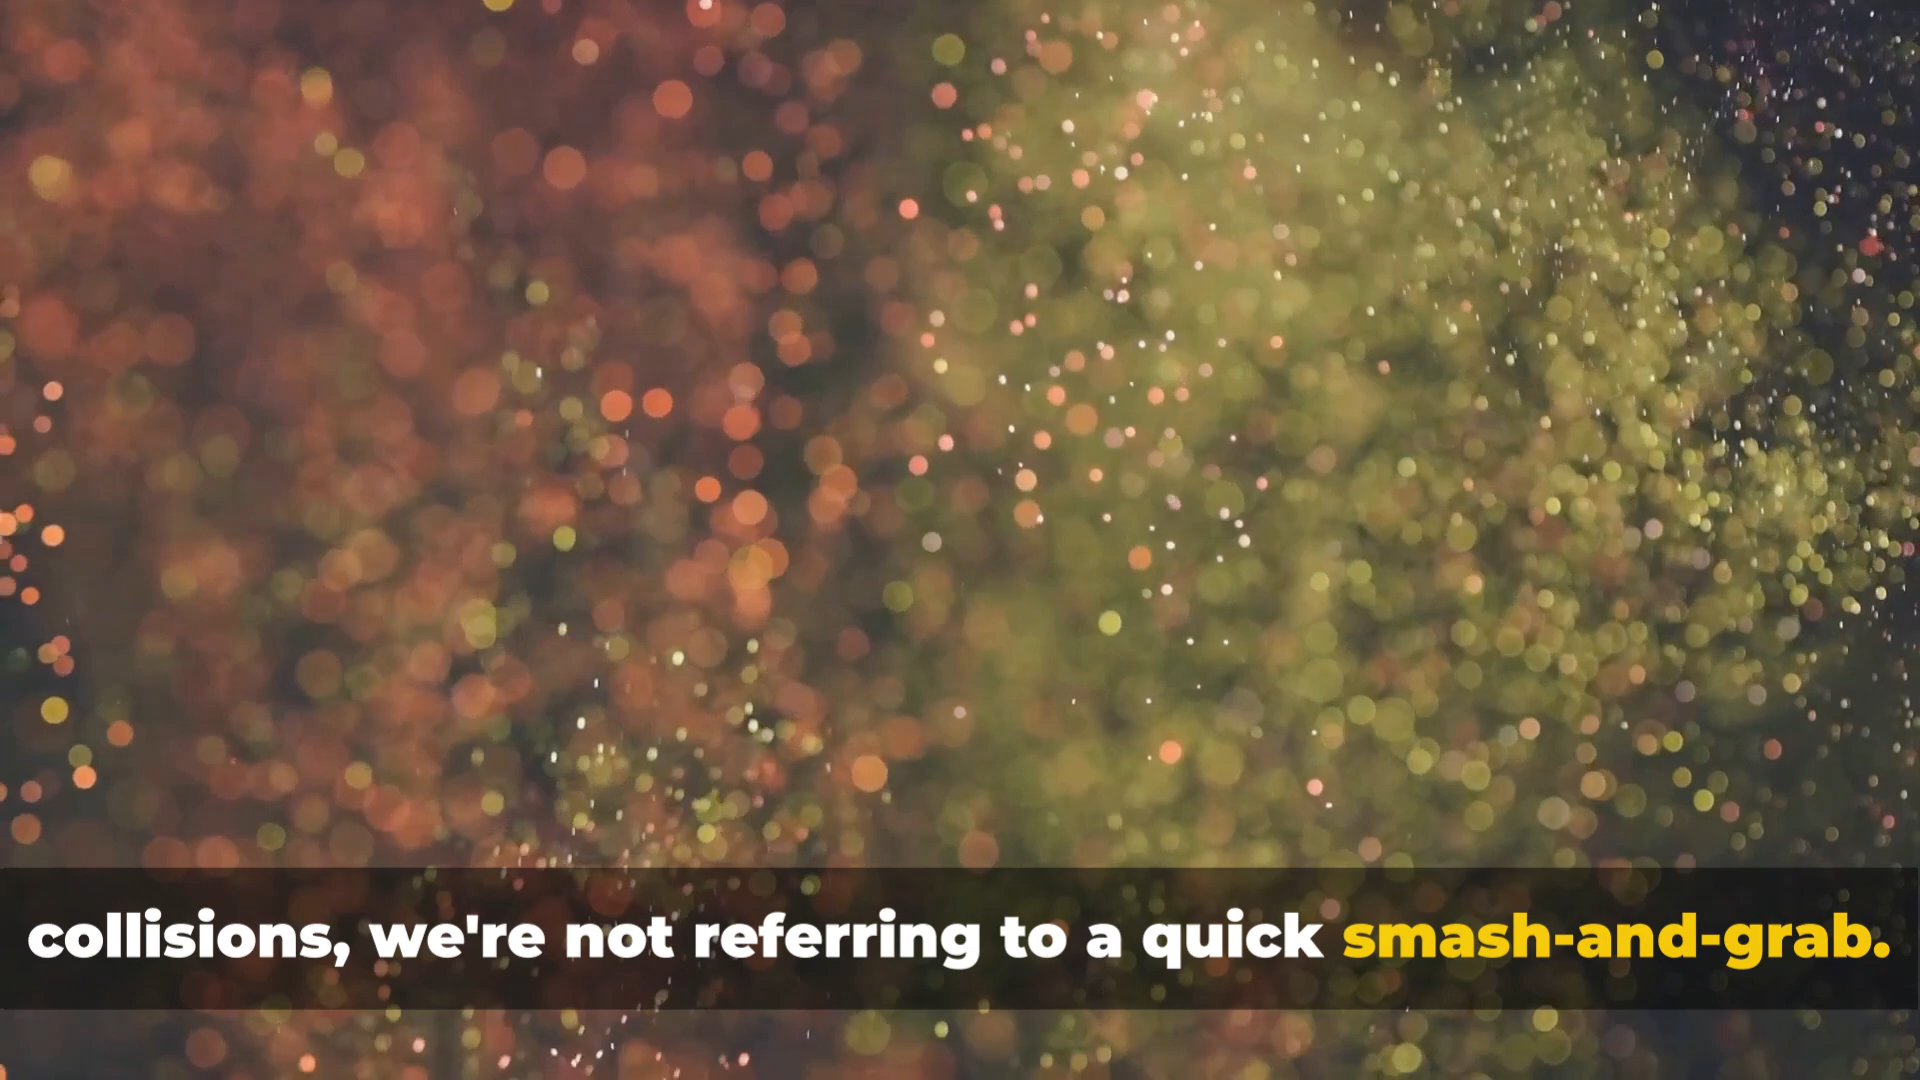 collisions, we're not referring to a quick smash-and-grab.